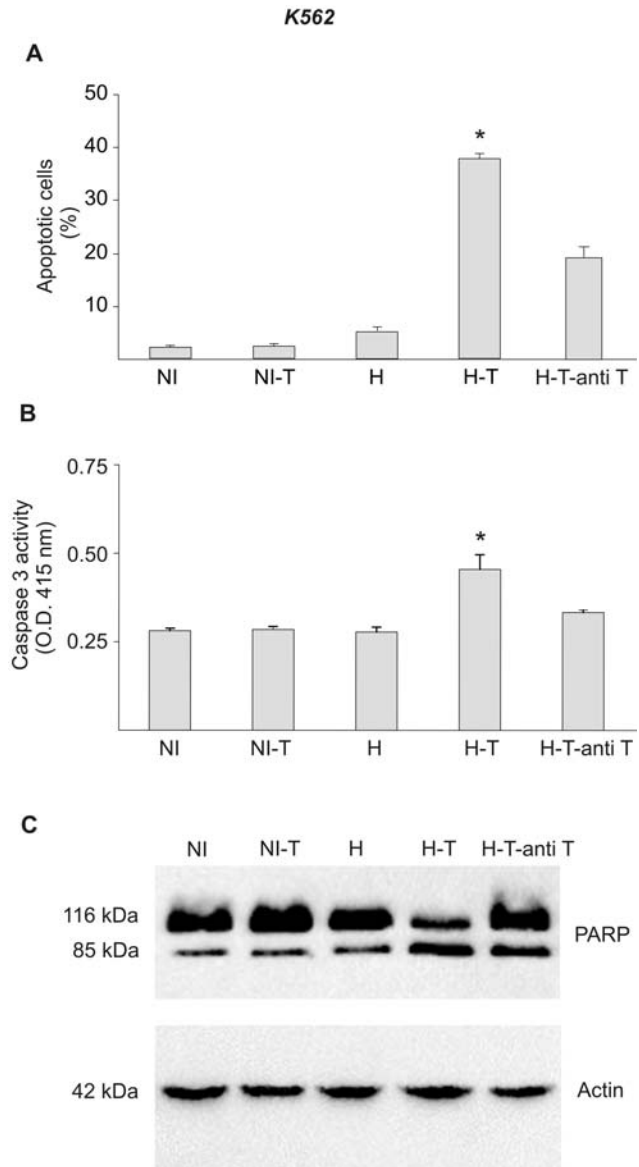 K562
A
50
40
30
20
10
Apoptotic cells
(%)
*
NI NI-T H H-T H-T-anti T
B
0.75
0.50
0.25
Caspase 3 activity
(O.D. 415 nm)
*
NI NI-T H H-T H-T-anti T
C
NI NI-T H H-T H-T-anti T
116 kDa
85 kDa
PARP
42 kDa
Actin